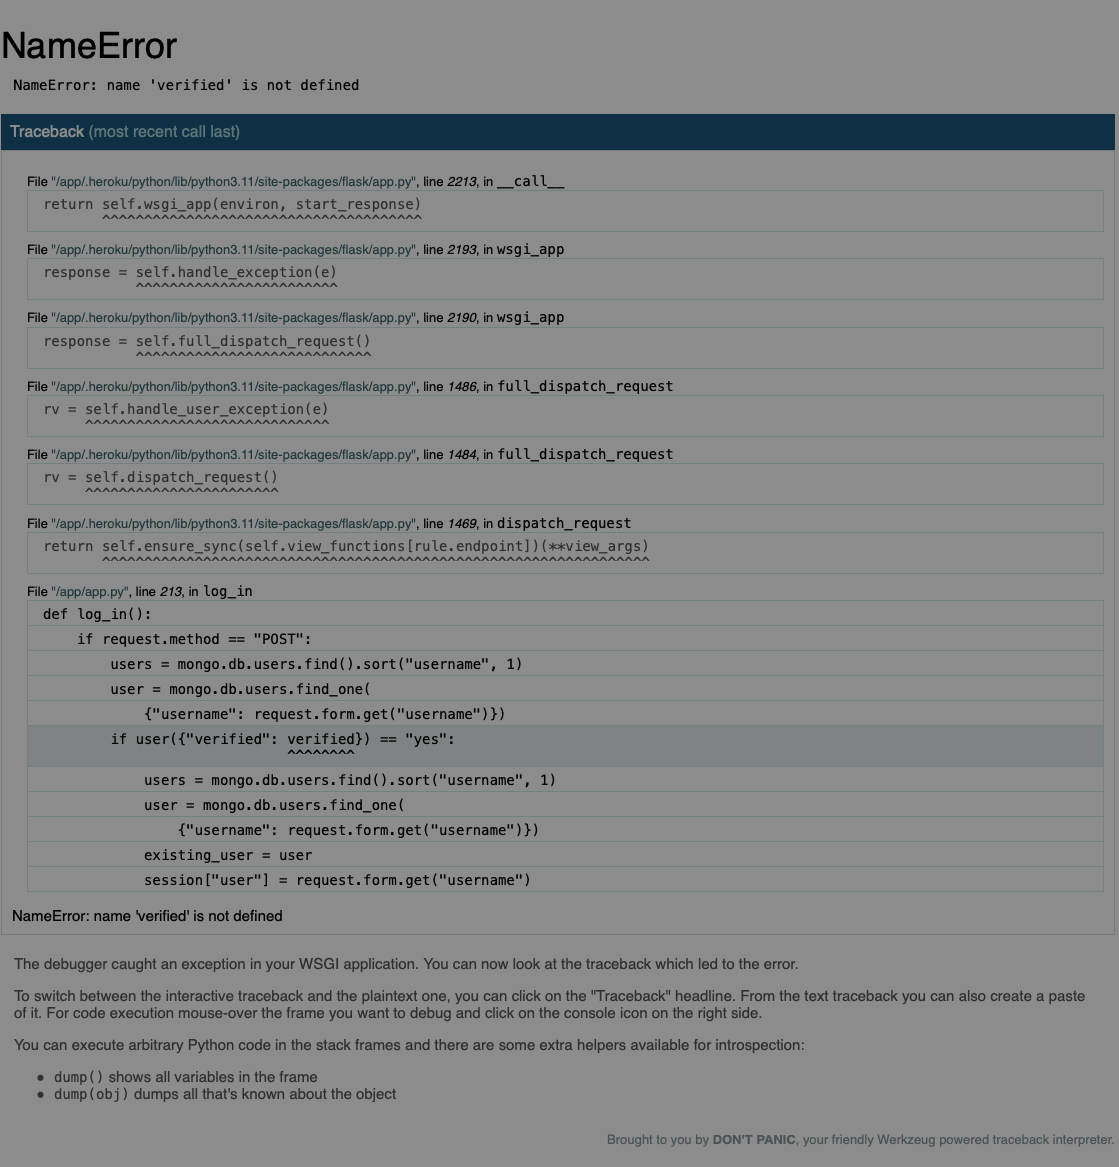 NameError
NameError: name 'verified' is not defined
Traceback (most recent call last)
File "/app/.heroku/python/lib/python3.11/site-packages/flask/app.py", line 2213, in __call__
return self.wsgi_app(environ, start_response)
^^^^^^^^^^^^^^^^^^^^^^^^^^^^^^^^^^^^^^
File "/app/.heroku/python/lib/python3.11/site-packages/flask/app.py", line 2193, in wsgi_app
response = self.handle_exception(e)
^^^^^^^^^^^^^^^^^^^^^^^^
File "/app/.heroku/python/lib/python3.11/site-packages/flask/app.py", line 2190, in wsgi_app
response = self.full_dispatch_request()
^^^^^^^^^^^^^^^^^^^^^^^^^^^^
File "/app/.heroku/python/lib/python3.11/site-packages/flask/app.py", line 1486, in full_dispatch_request
rv = self.handle_user_exception(e)
^^^^^^^^^^^^^^^^^^^^^^^^^^^^^
File "/app/.heroku/python/lib/python3.11/site-packages/flask/app.py", line 1484, in full_dispatch_request
rv = self.dispatch_request()
^^^^^^^^^^^^^^^^^^^^^^^
File "/app/.heroku/python/lib/python3.11/site-packages/flask/app.py", line 1469, in dispatch_request
return self.ensure_sync(self.view_functions[rule.endpoint])(**view_args)
^^^^^^^^^^^^^^^^^^^^^^^^^^^^^^^^^^^^^^^^^^^^^^^^^^^^^^^^^^^^^^^^^
File "/app/app.py", line 213, in log_in
def log_in():
if request.method == "POST":
users = mongo.db.users.find().sort("username", 1)
user = mongo.db.users.find_one(
{"username": request.form.get("username")})
if user({"verified": verified}) == "yes":
^^^^^^^^
users = mongo.db.users.find().sort("username", 1)
user = mongo.db.users.find_one(
{"username": request.form.get("username")})
existing_user = user
session["user"] = request.form.get("username")
NameError: name 'verified' is not defined
The debugger caught an exception in your WSGI application. You can now look at the traceback which led to the error.
To switch between the interactive traceback and the plaintext one, you can click on the "Traceback" headline. From the text traceback you can also create a paste
of it. For code execution mouse-over the frame you want to debug and click on the console icon on the right side.
You can execute arbitrary Python code in the stack frames and there are some extra helpers available for introspection:
• dump() shows all variables in the frame
• dump(obj) dumps all that's known about the object
Brought to you by DON'T PANIC, your friendly Werkzeug powered traceback interpreter.